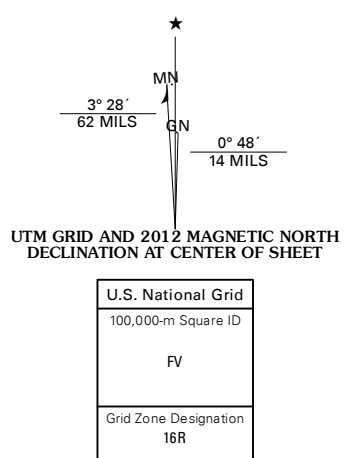 MN
3° 28´
62 MILS
GN
0° 48´
14 MILS
UTM GRID AND 2012 MAGNETIC NORTH
DECLINATION AT CENTER OF SHEET
U.S. National Grid
100,000-m Square ID
FV
Grid Zone Designation
16R